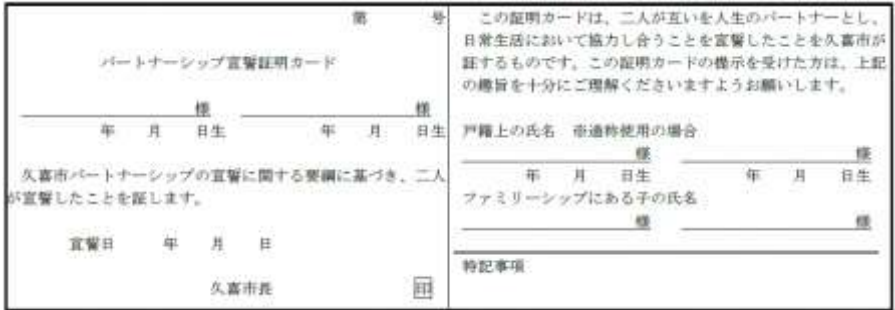 第　　　号
パートナーシップ宣誓証明カード
様　　　様
年　月　日生　　　年　月　日生
久喜市パートナーシップの宣誓に関する要綱に基づき、二人
が宣誓したことを証します。
宣誓日　　年　月　日
久喜市長　　　印
この証明カードは、二人が互いを人生のパートナーとし、
日常生活において協力し合うことを宣誓したことを久喜市が
証するものです。この証明カードの提示を受けた方は、上記
の趣旨を十分にご理解くださいますようお願いします。
戸籍上の氏名　※通称使用の場合
様　　　様
年　月　日生　　　年　月　日生
ファミリーシップにある子の氏名
様　　　様
特記事項